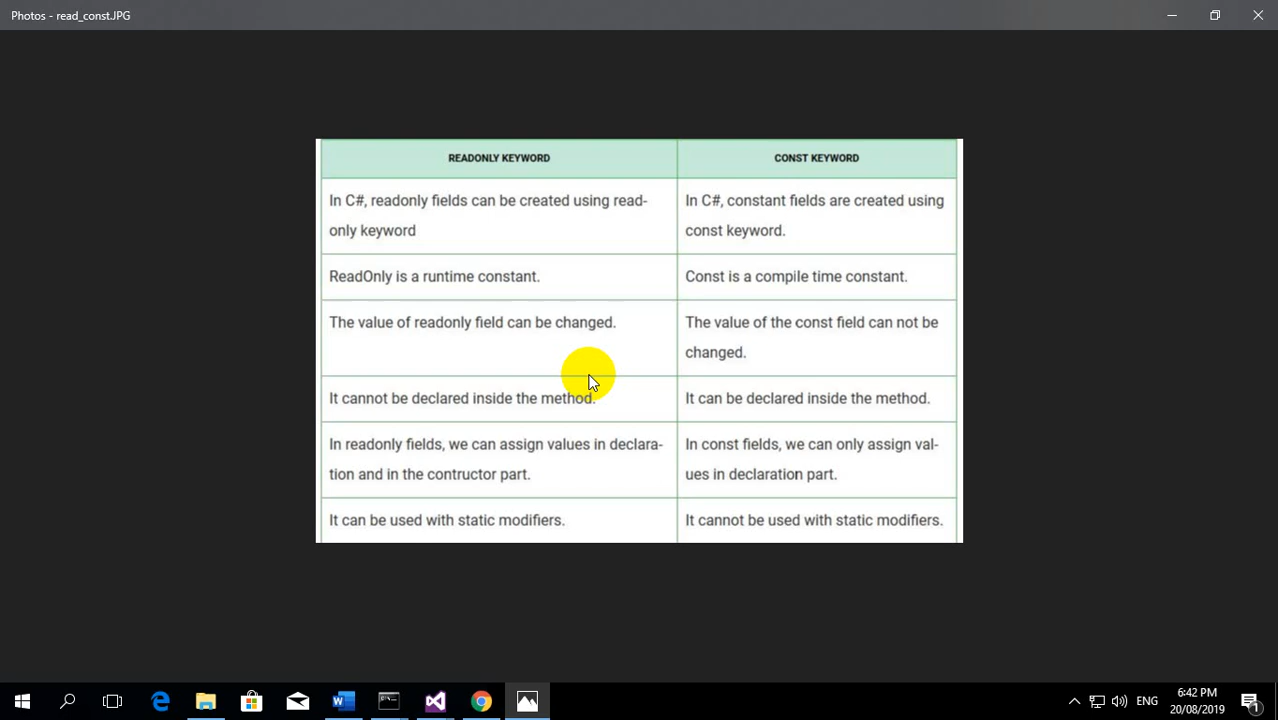 Photos - read_const.JPG
READONLY KEYWORD
CONST KEYWORD
In C#, readonly fields can be created using read-
only keyword
In C#, constant fields are created using
const keyword.
ReadOnly is a runtime constant.
Const is a compile time constant.
The value of readonly field can be changed.
The value of the const field can not be
changed.
It cannot be declared inside the method.
It can be declared inside the method.
In readonly fields, we can assign values in declara-
tion and in the contructor part.
In const fields, we can only assign val-
ues in declaration part.
It can be used with static modifiers.
It cannot be used with static modifiers.
ENG
6:42 PM
20/08/2019
1